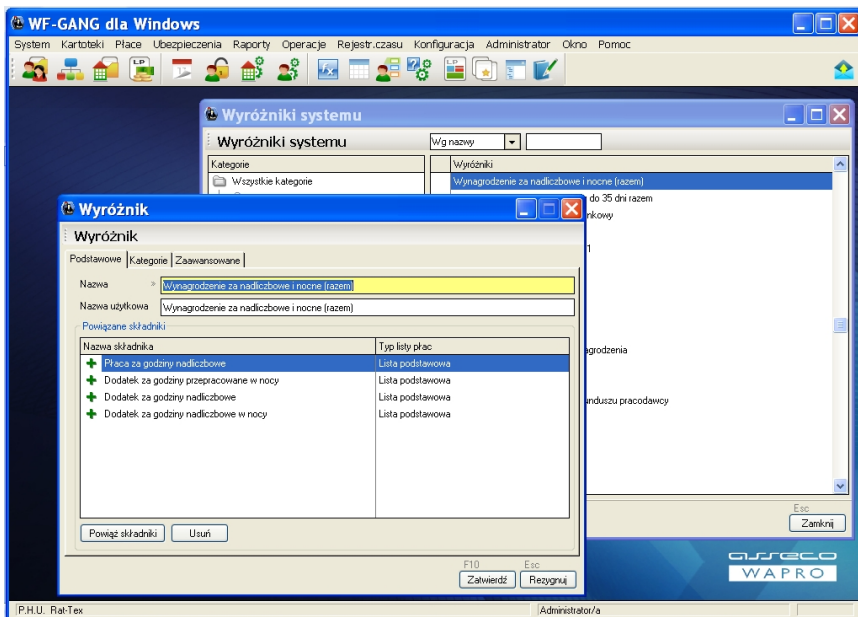 WF-GANG dla Windows
System Kartoteki Płace Ubezpieczenia Raporty Operacje Rejestr.czasu Konfiguracja Administrator Okno Pomoc
Wyróżniki systemu
Wyróżniki systemu Wg nazwy
Kategorie Wyróżniki
Wszystkie kategorie Wynagrodzenie za nadliczbowe i nocne (razem)
do 35 dni razem
nkowy
1
agrodzenia
unduszu pracodawcy
Esc
Zamknij
Wyróżnik
Wyróżnik
Podstawowe Kategorie Zaawansowane
Nazwa » Wynagrodzenie za nadliczbowe i nocne (razem)
Nazwa użytkowa Wynagrodzenie za nadliczbowe i nocne (razem)
Powiązane składniki
Nazwa składnika Typ listy płac
Płaca za godziny nadliczbowe Lista podstawowa
Dodatek za godziny przepracowane w nocy Lista podstawowa
Dodatek za godziny nadliczbowe Lista podstawowa
Dodatek za godziny nadliczbowe w nocy Lista podstawowa
Powiąż składniki Usuń
F10 Esc
Zatwierdź Rezygnuj
asseco
WAPRO
P.H.U. Rat-Tex Administrator/a